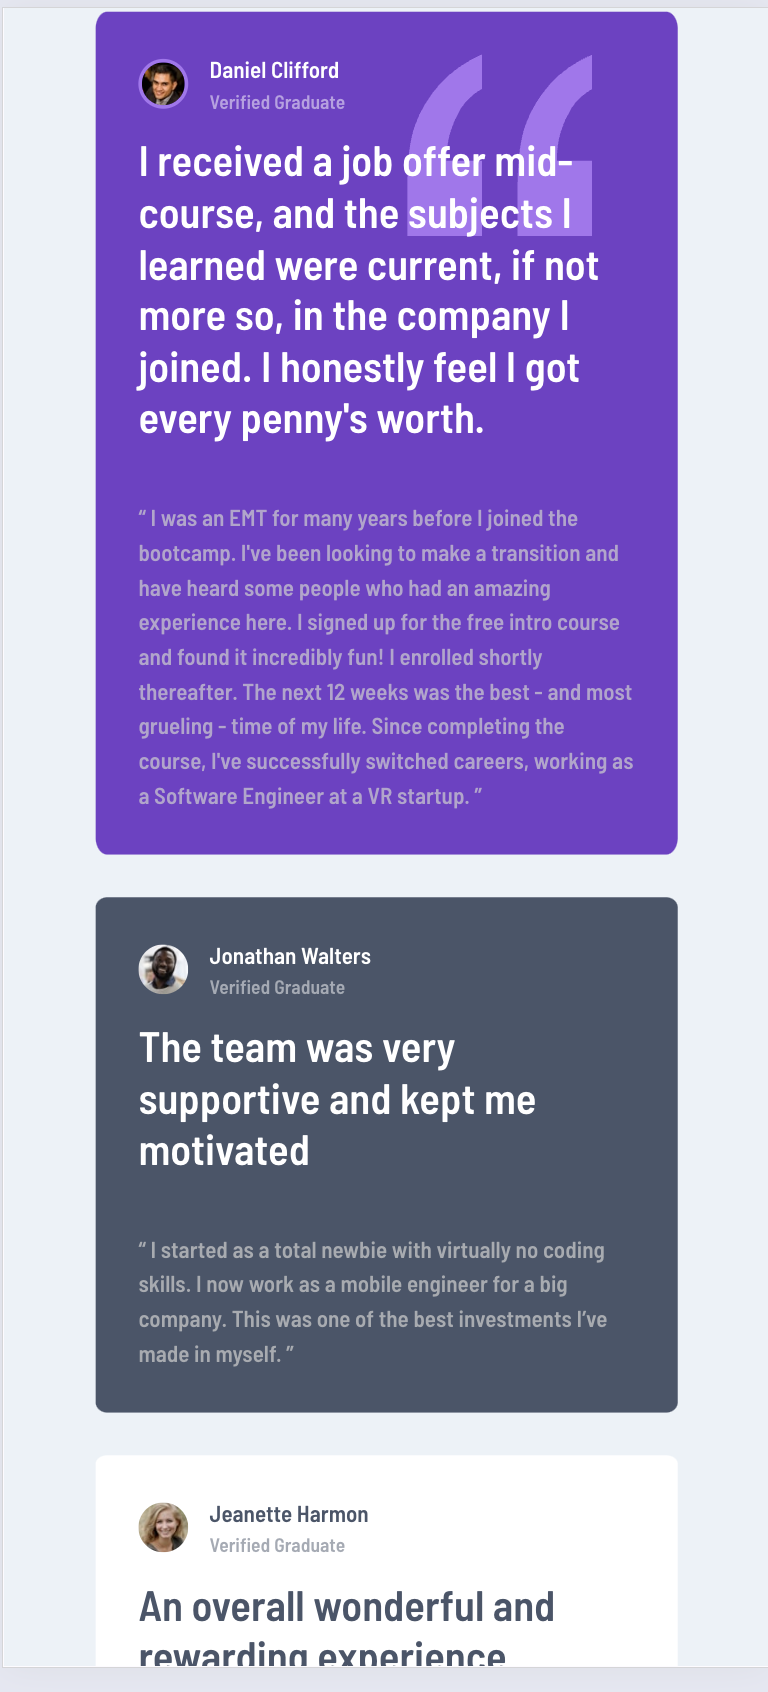 Daniel Clifford
Verified Graduate
I received a job offer mid-
course, and the subjects I
learned were current, if not
more so, in the company I
joined. I honestly feel I got
every penny's worth.
“ I was an EMT for many years before I joined the
bootcamp. I've been looking to make a transition and
have heard some people who had an amazing
experience here. I signed up for the free intro course
and found it incredibly fun! I enrolled shortly
thereafter. The next 12 weeks was the best - and most
grueling - time of my life. Since completing the
course, I've successfully switched careers, working as
a Software Engineer at a VR startup. ”
Jonathan Walters
Verified Graduate
The team was very
supportive and kept me
motivated
“ I started as a total newbie with virtually no coding
skills. I now work as a mobile engineer for a big
company. This was one of the best investments I’ve
made in myself. ”
Jeanette Harmon
Verified Graduate
An overall wonderful and
rewarding experience